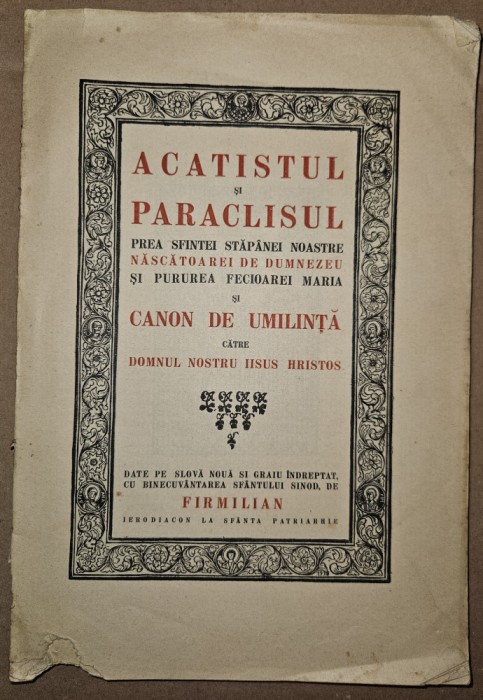 ACATISTUL
ȘI
PARACLISUL
PREA SFINTEI STĂPÂNEI NOASTRE
NĂSCĂTOAREI DE DUMNEZEU
ȘI PURUREA FECIOAREI MARIA
ȘI
CANON DE UMILINȚĂ
CĂTRE
DOMNUL NOSTRU IISUS HRISTOS
DATE PE SLOVĂ NOUĂ SI GRAIU ÎNDREPTAT,
CU BINECUVÂNTAREA SFÂNTULUI SINOD, DE
FIRMILIAN
IERODIACON LA SFÂNTA PATRIARHIE